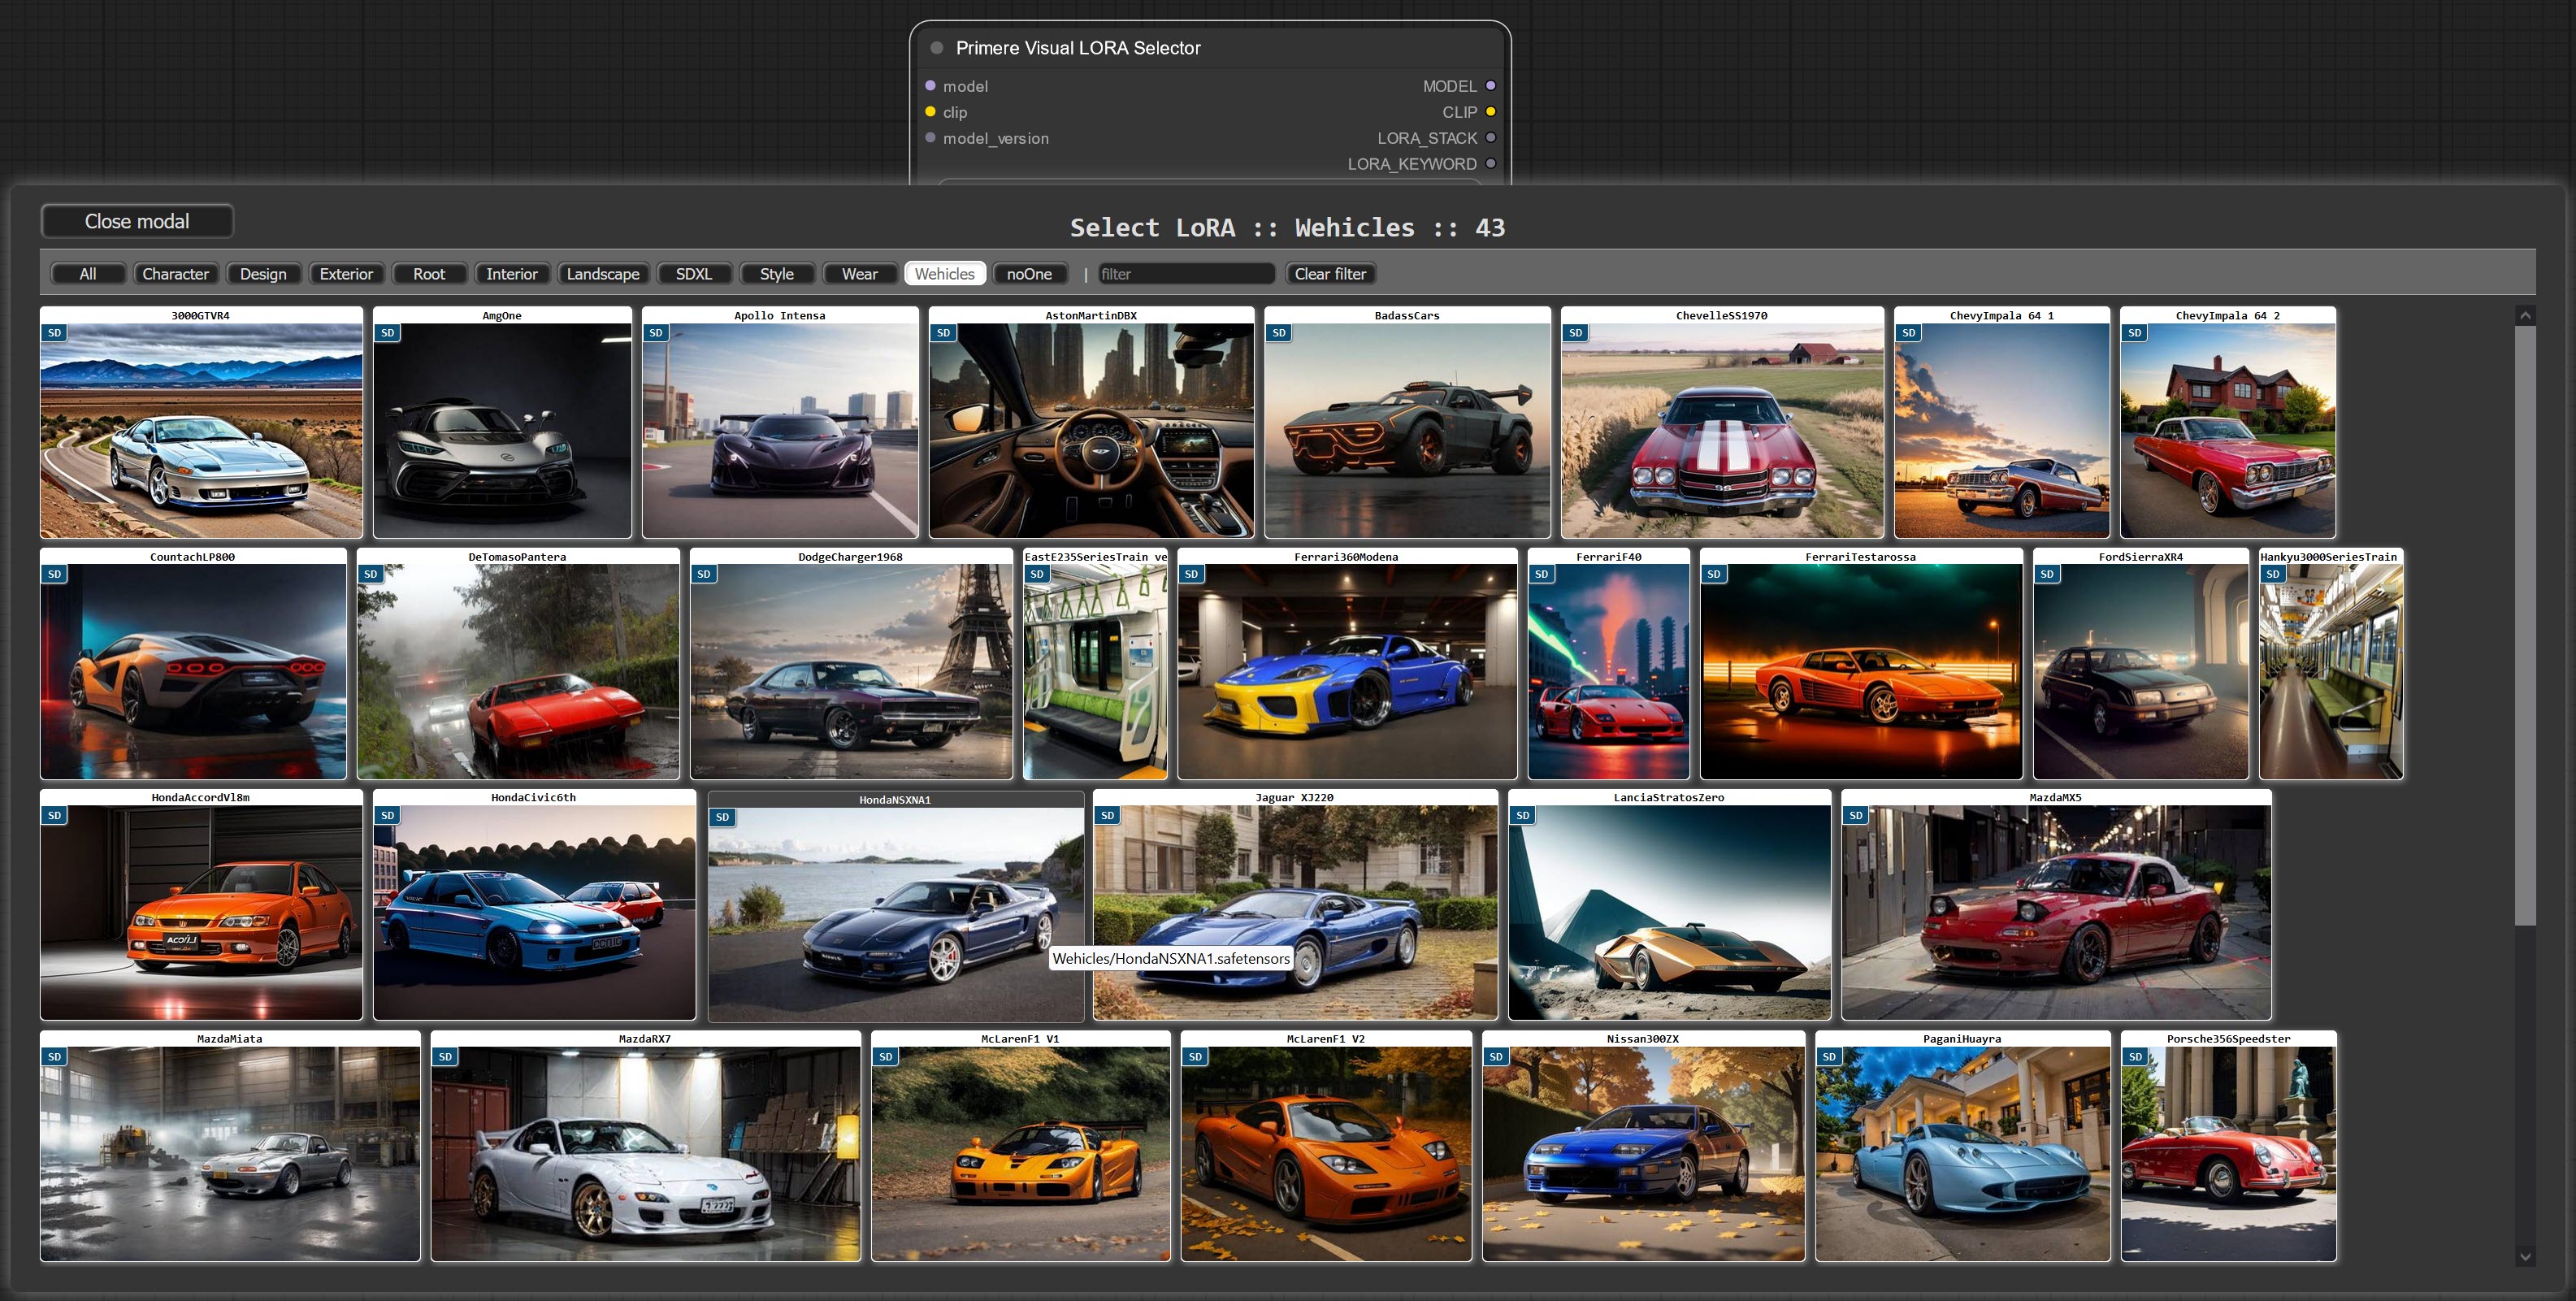 Primere Visual LORA Selector
model MODEL
clip CLIP
model_version LORA_STACK
LORA_KEYWORD
Close modal
Select LoRA :: Wehicles :: 43
All Character Design Exterior Root Interior Landscape SDXL Style Wear Wehicles noOne | filter Clear filter
3000GTVR4 AmgOne Apollo Intensa AstonMartinDBX BadassCars ChevelleSS1970 ChevyImpala 64 1 ChevyImpala 64 2
SD SD SD SD SD SD SD SD
SS
CountachLP800 DeTomasoPantera DodgeCharger1968 EastE235SeriesTrain ve Ferrari360Modena FerrariF40 FerrariTestarossa FordSierraXR4 Hankyu3000SeriesTrain
SD SD SD SD SD SD SD SD SD
HondaAccordVl8m HondaCivic6th HondaNSXNA1 Jaguar XJ220 LanciaStratosZero MazdaMX5
SD SD SD SD SD SD
Wehicles/HondaNSXNA1.safetensors
MazdaMiata MazdaRX7 McLarenF1 V1 McLarenF1 V2 Nissan300ZX PaganiHuayra Porsche356Speedster
SD SD SD SD SD SD SD